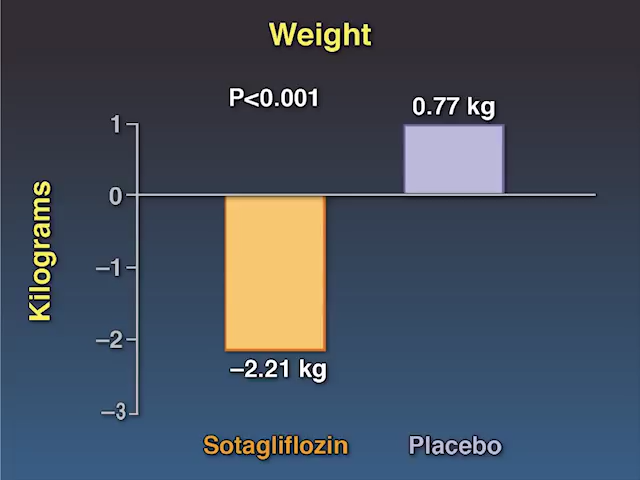 Weight
P<0.001
0.77 kg
1
0
–1
–2
–3
Kilograms
–2.21 kg
Sotagliflozin
Placebo